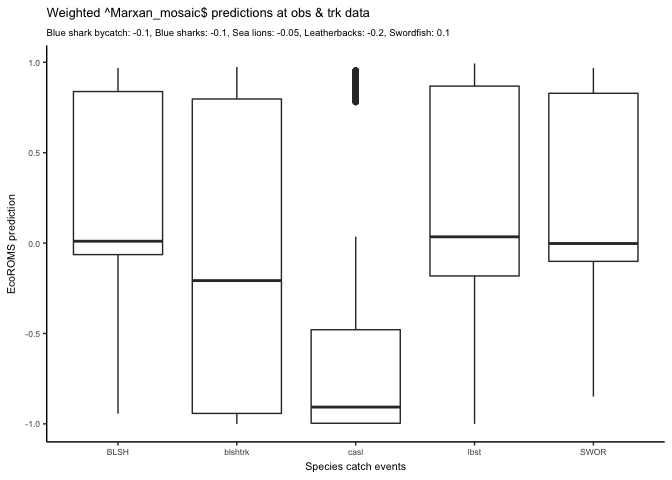 Weighted ^Marxan_mosaic$ predictions at obs & trk data
Blue shark bycatch: -0.1, Blue sharks: -0.1, Sea lions: -0.05, Leatherbacks: -0.2, Swordfish: 0.1
1.0
0.5
0.0
-0.5
-1.0
EcoROMS prediction
BLSH blshtrk casl lbst SWOR
Species catch events